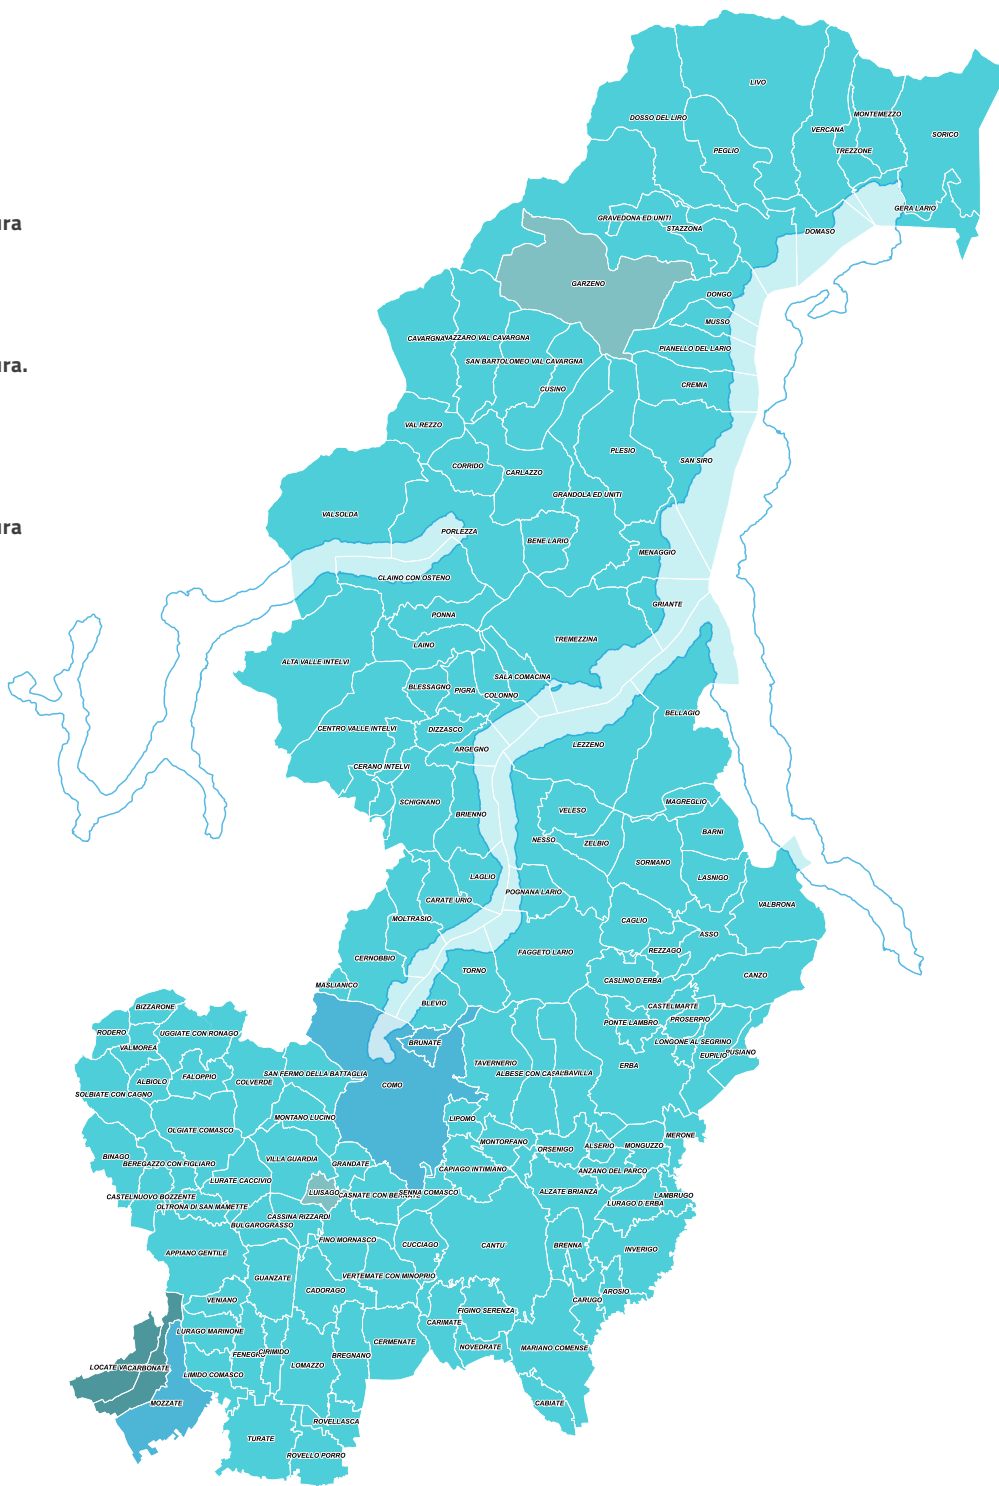 ura
ura.
ura
LIVO
DOSSO DEL LIRO
MONTEMEZZO
VERCANA
SORICO
PEGLIO
TREZZONE
GERA LARIO
GRAVEDONA ED UNITI
STAZZONA
DOMASO
GARZENO
DONGO
MUSSO
CAVARGNA
NAZZARO VAL CAVARGNA
PIANELLO DEL LARIO
SAN BARTOLOMEO VAL CAVARGNA
CREMIA
CUSINO
VAL REZZO
PLESIO
SAN SIRO
CORRIDO
CARLAZZO
GRANDOLA ED UNITI
VALSOLDA
PORLEZZA
BENE LARIO
MENAGGIO
CLAINO CON OSTENO
GRIANTE
PONNA
TREMEZZINA
LAINO
ALTA VALLE INTELVI
SALA COMACINA
BLESSAGNO
PIGRA
COLONNO
BELLAGIO
CENTRO VALLE INTELVI
DIZZASCO
ARGEGNO
LEZZENO
CERANO INTELVI
SCHIGNANO
MAGREGLIO
BRIENNO
VELESO
BARNI
NESSO
ZELBIO
SORMANO
LAGLIO
LASNIGO
POGNANA LARIO
CARATE URIO
VALBRONA
MOLTRASIO
CAGLIO
ASSO
FAGGETO LARIO
REZZAGO
CERNOBBIO
TORNO
CANZO
MASLIANICO
CASLINO D'ERBA
BLEVIO
BIZZARONE
CASTELMARTE
PROSERPIO
PONTE LAMBRO
RODERO
UGGIATE CON RONAGO
BRUNATE
LONGONE AL SEGRINO
VALMOREA
PUSIANO
EUPILIO
TAVERNERIO
ERBA
SAN FERMO DELLA BATTAGLIA
ALBESE CON CAS
ALBAVILLA
FALOPPIO
ALBIOLO
COLVERDE
COMO
SOLBIATE CON CAGNO
MONTANO LUCINO
LIPOMO
OLGIATE COMASCO
MERONE
MONTORFANO
ALSERIO
MONGUZZO
ORSENIGO
BINAGO
BEREGAZZO CON FIGLIARO
VILLA GUARDIA
GRANDATE
CAPIAGO INTIMIANO
ANZANO DEL PARCO
LURATE CACCIVIO
LUISAGO
CASNATE CON BERNATE
SENNA COMASCO
ALZATE BRIANZA
LAMBRUGO
CASTELNUOVO BOZZENTE
OLTRONA DI SAN MAMETTE
LURAGO D'ERBA
CASSINA RIZZARDI
BULGAROGRASSO
FINO MORNASCO
CUCCIAGO
CANTU'
BRENNA
INVERIGO
APPIANO GENTILE
VERTEMATE CON MINOPRIO
GUANZATE
CADORAGO
AROSIO
VENIANO
CARUGO
FIGINO SERENZA
CARIMATE
LURAGO MARINONE
CERMENATE
NOVEDRATE
MARIANO COMENSE
FENEGRO
CIRIMIDO
BREGNANO
LOCATE VA
CARBONATE
LOMAZZO
LIMIDO COMASCO
MOZZATE
CABIATE
ROVELLASCA
TURATE
ROVELLO PORRO